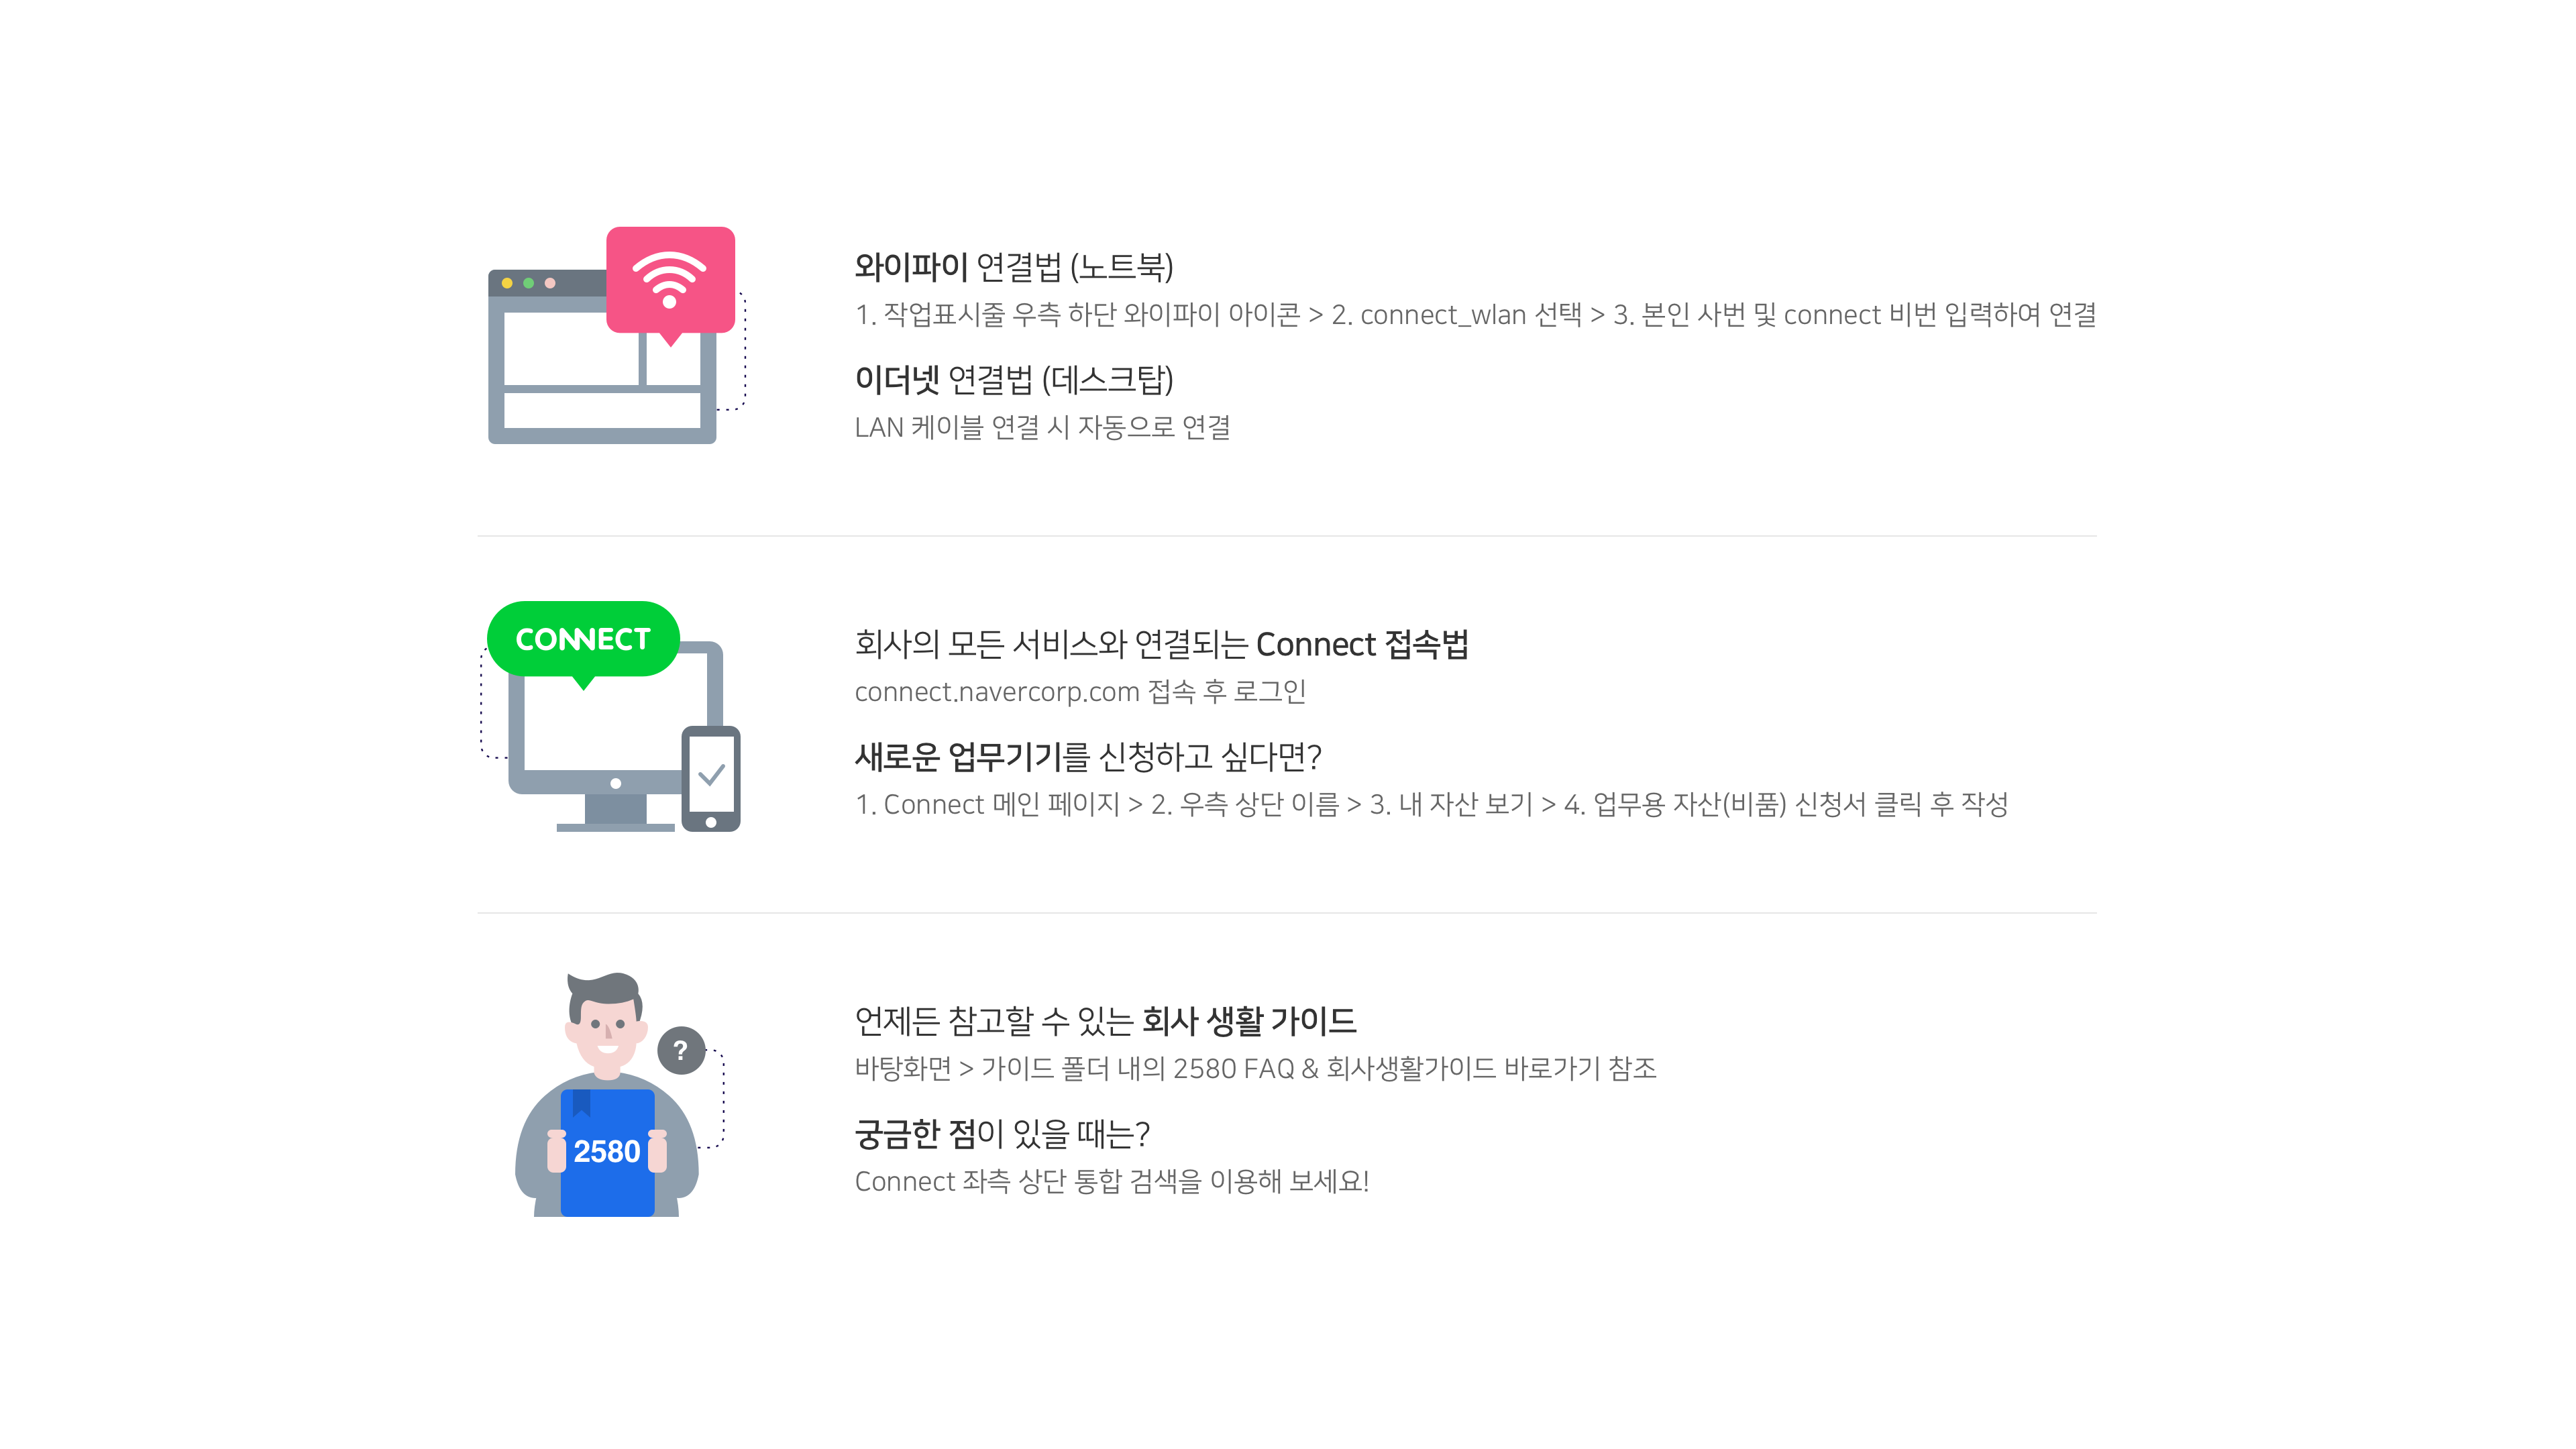 와이파이 연결법 (노트북)
1. 작업표시줄 우측 하단 와이파이 아이콘 > 2. connect_wlan 선택 > 3. 본인 사번 및 connect 비번 입력하여 연결
이더넷 연결법 (데스크탑)
LAN 케이블 연결 시 자동으로 연결
CONNECT
회사의 모든 서비스와 연결되는 Connect 접속법
connect.navercorp.com 접속 후 로그인
새로운 업무기기를 신청하고 싶다면?
1. Connect 메인 페이지 > 2. 우측 상단 이름 > 3. 내 자산 보기 > 4. 업무용 자산(비품) 신청서 클릭 후 작성
?
2580
언제든 참고할 수 있는 회사 생활 가이드
바탕화면 > 가이드 폴더 내의 2580 FAQ & 회사생활가이드 바로가기 참조
궁금한 점이 있을 때는?
Connect 좌측 상단 통합 검색을 이용해 보세요!